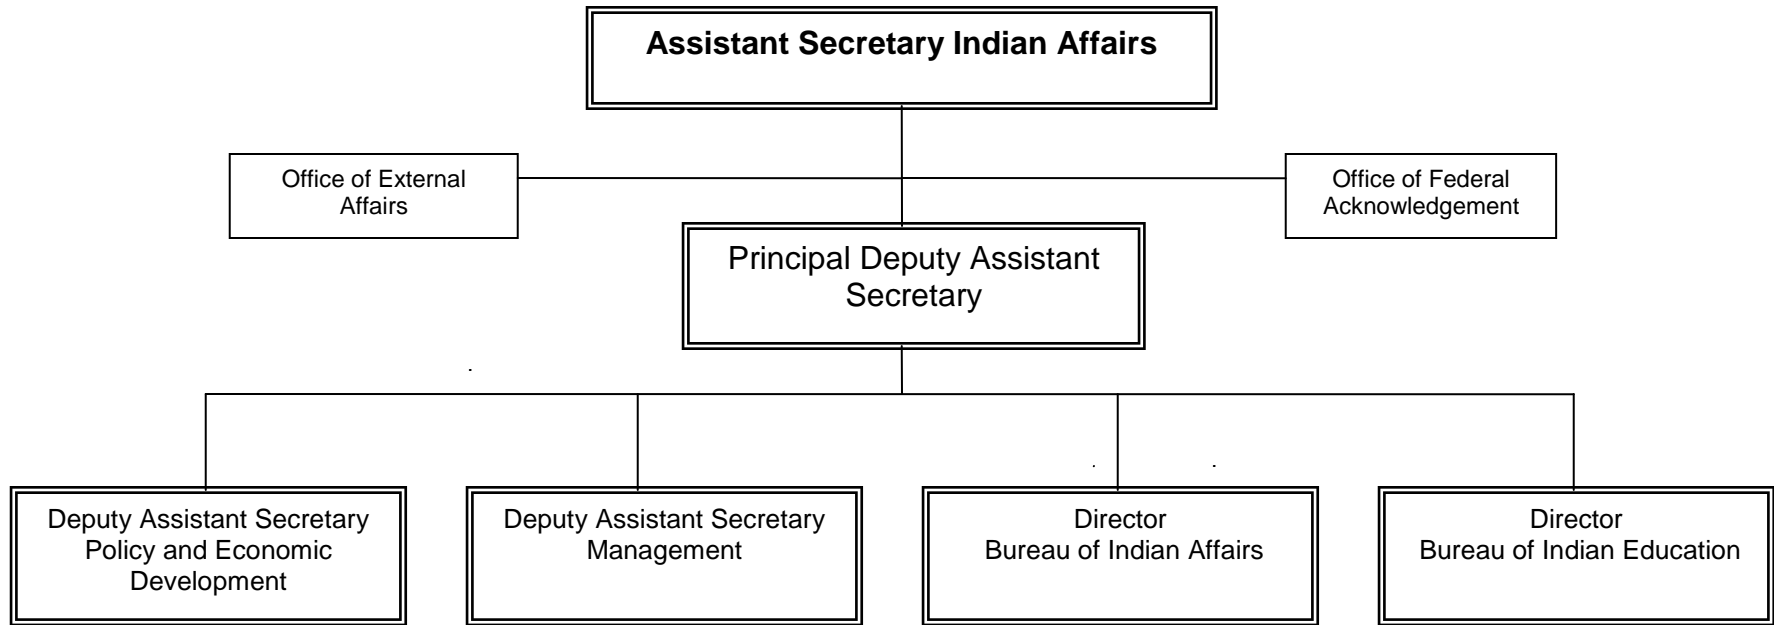 Assistant Secretary Indian Affairs
Office of External
Affairs
Office of Federal
Acknowledgement
Principal Deputy Assistant
Secretary
Deputy Assistant Secretary
Policy and Economic
Development
Deputy Assistant Secretary
Management
Director
Bureau of Indian Affairs
Director
Bureau of Indian Education